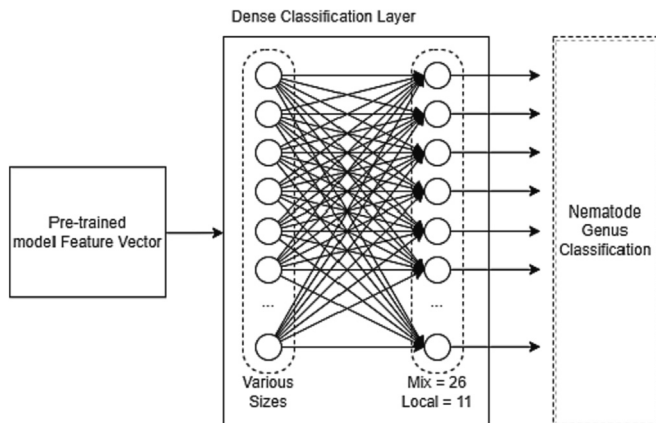 Dense Classification Layer
Pre-trained
model Feature Vector
...
...
Various
Sizes
Mix = 26
Local = 11
Nematode
Genus
Classification